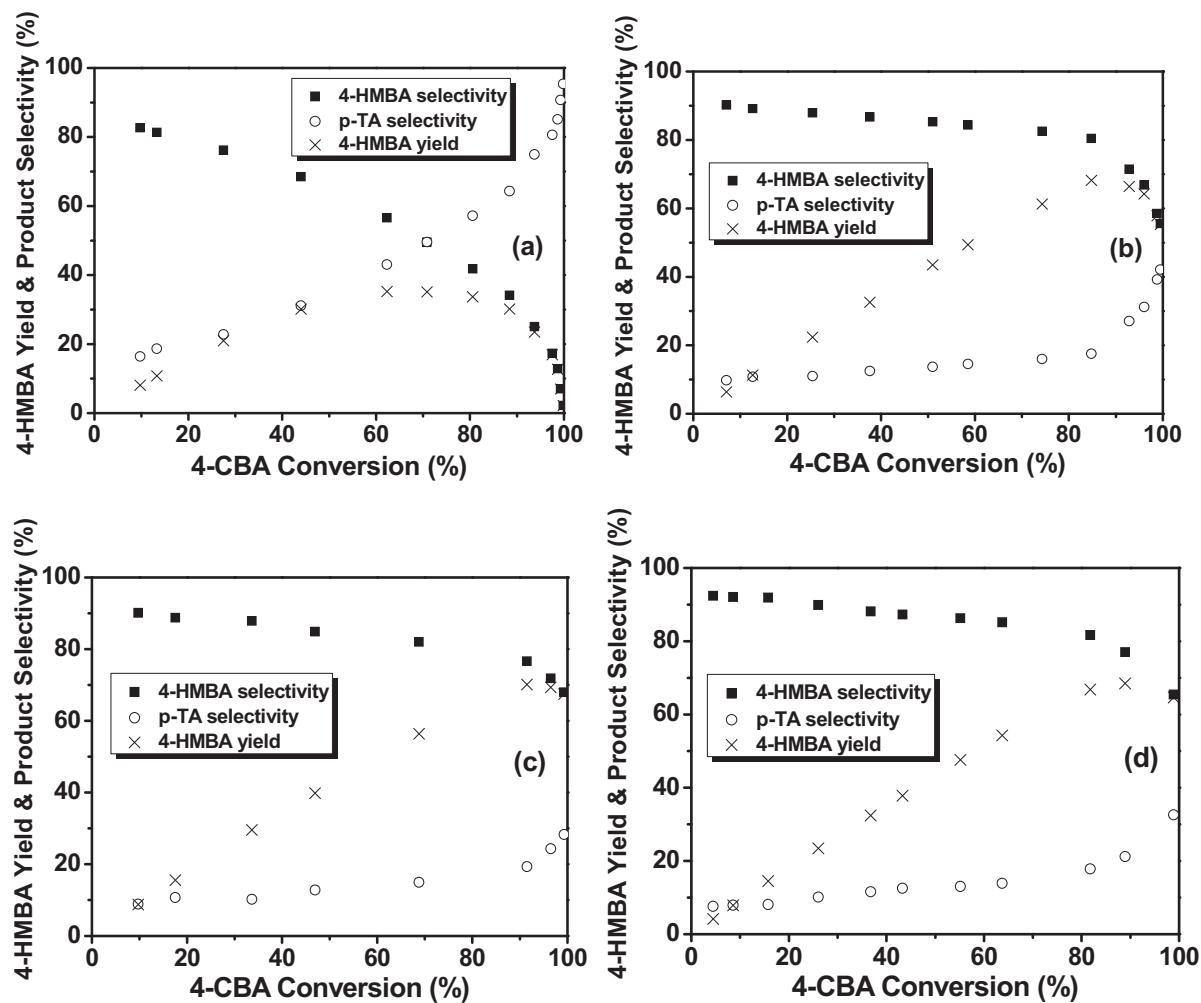 4-HMBA Yield & Product Selectivity (%)
100
80
60
40
20
0
4-HMBA selectivity
p-TA selectivity
4-HMBA yield
(a)
0 20 40 60 80 100
4-CBA Conversion (%)
4-HMBA Yield & Product Selectivity (%)
100
80
60
40
20
0
4-HMBA selectivity
p-TA selectivity
4-HMBA yield
(b)
0 20 40 60 80 100
4-CBA Conversion (%)
4-HMBA Yield & Product Selectivity (%)
100
80
60
40
20
0
4-HMBA selectivity
p-TA selectivity
4-HMBA yield
(c)
0 20 40 60 80 100
4-CBA Conversion (%)
4-HMBA Yield & Product Selectivity (%)
100
80
60
40
20
0
4-HMBA selectivity
p-TA selectivity
4-HMBA yield
(d)
0 20 40 60 80 100
4-CBA Conversion (%)